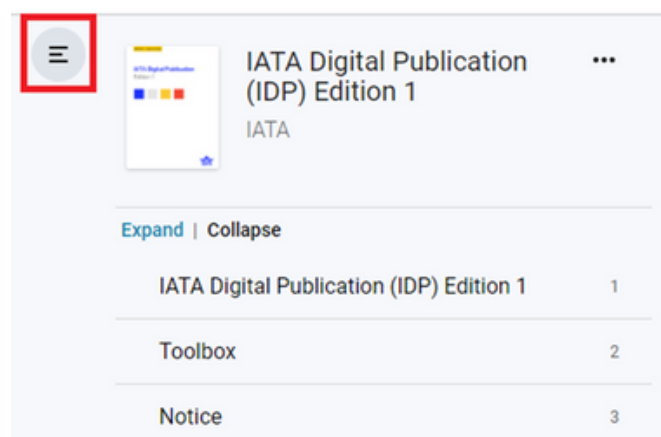 IATA Digital Publication
(IDP) Edition 1
IATA
Expand | Collapse
IATA Digital Publication (IDP) Edition 1 1
Toolbox 2
Notice 3